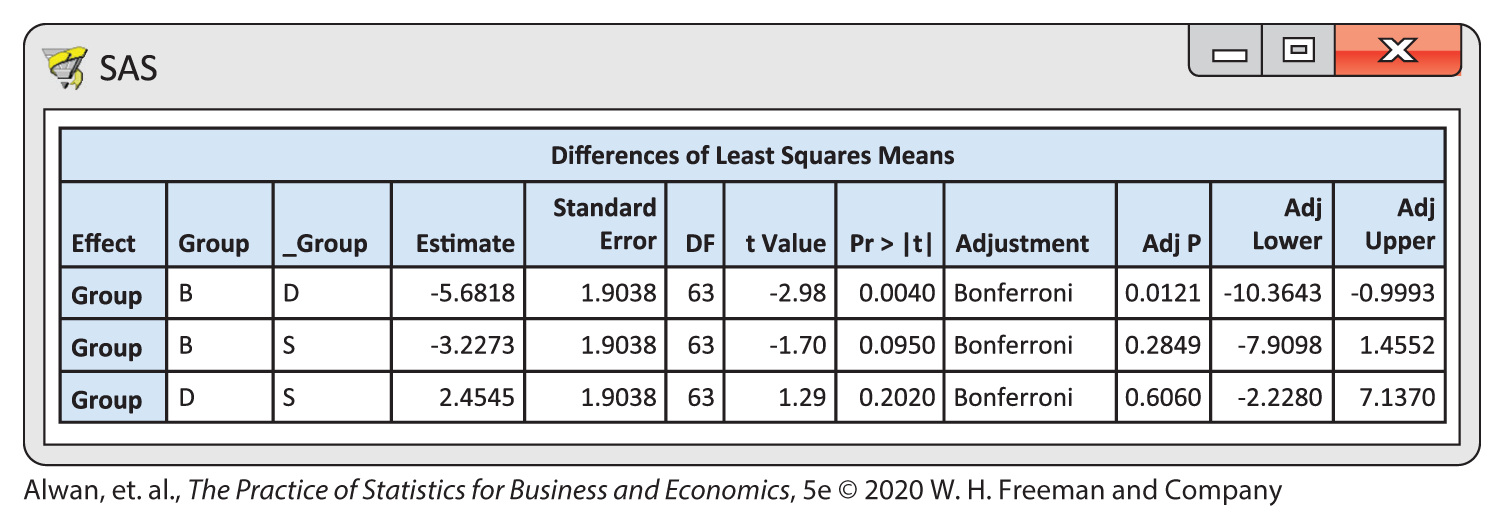 SAS
Differences of Least Squares Means
Effect Group _Group Estimate Standard Error DF t Value Pr > |t| Adjustment Adj P Adj Lower Adj Upper
Group B D -5.6818 1.9038 63 -2.98 0.0040 Bonferroni 0.0121 -10.3643 -0.9993
Group B S -3.2273 1.9038 63 -1.70 0.0950 Bonferroni 0.2849 -7.9098 1.4552
Group D S 2.4545 1.9038 63 1.29 0.2020 Bonferroni 0.6060 -2.2280 7.1370
Alwan, et. al., The Practice of Statistics for Business and Economics, 5e © 2020 W. H. Freeman and Company